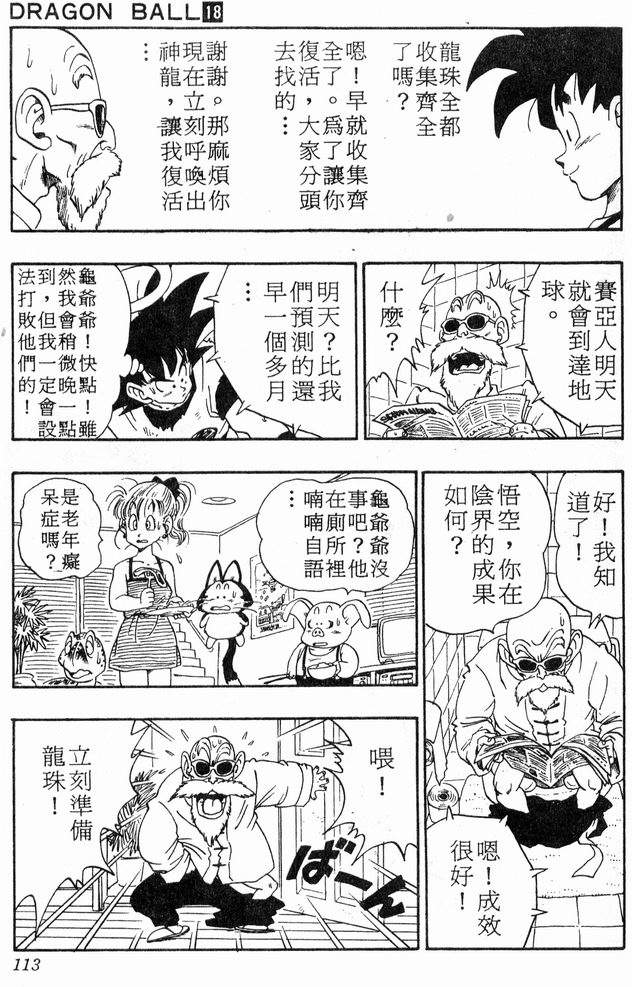 DRAGON BALL 18
龍珠全都
收集齊全
了嗎？
嗯！早就收集齊
全了。爲了讓你
復活，大家分頭
去找的…
謝謝。那麻煩你
現在立刻呼喚出
神龍，讓我復活
…
賽亞人明天
就會到達地
球。
什麼？
明天？比我
們預測的還
早一個多月
…
龜爺爺！快點！雖
然我會稍微晚一點
到，但我一定會設
法打敗他們的！
好！我知
道了！
悟空，你在
陰界的成果
如何？
嗯！成效
很好！
龜爺爺沒
事吧？他
在廁所裡
喃喃自語
…
是老年癡
呆症嗎？
喂！
立刻準備
龍珠！
ばーん
113